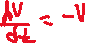 dV/dt = -V